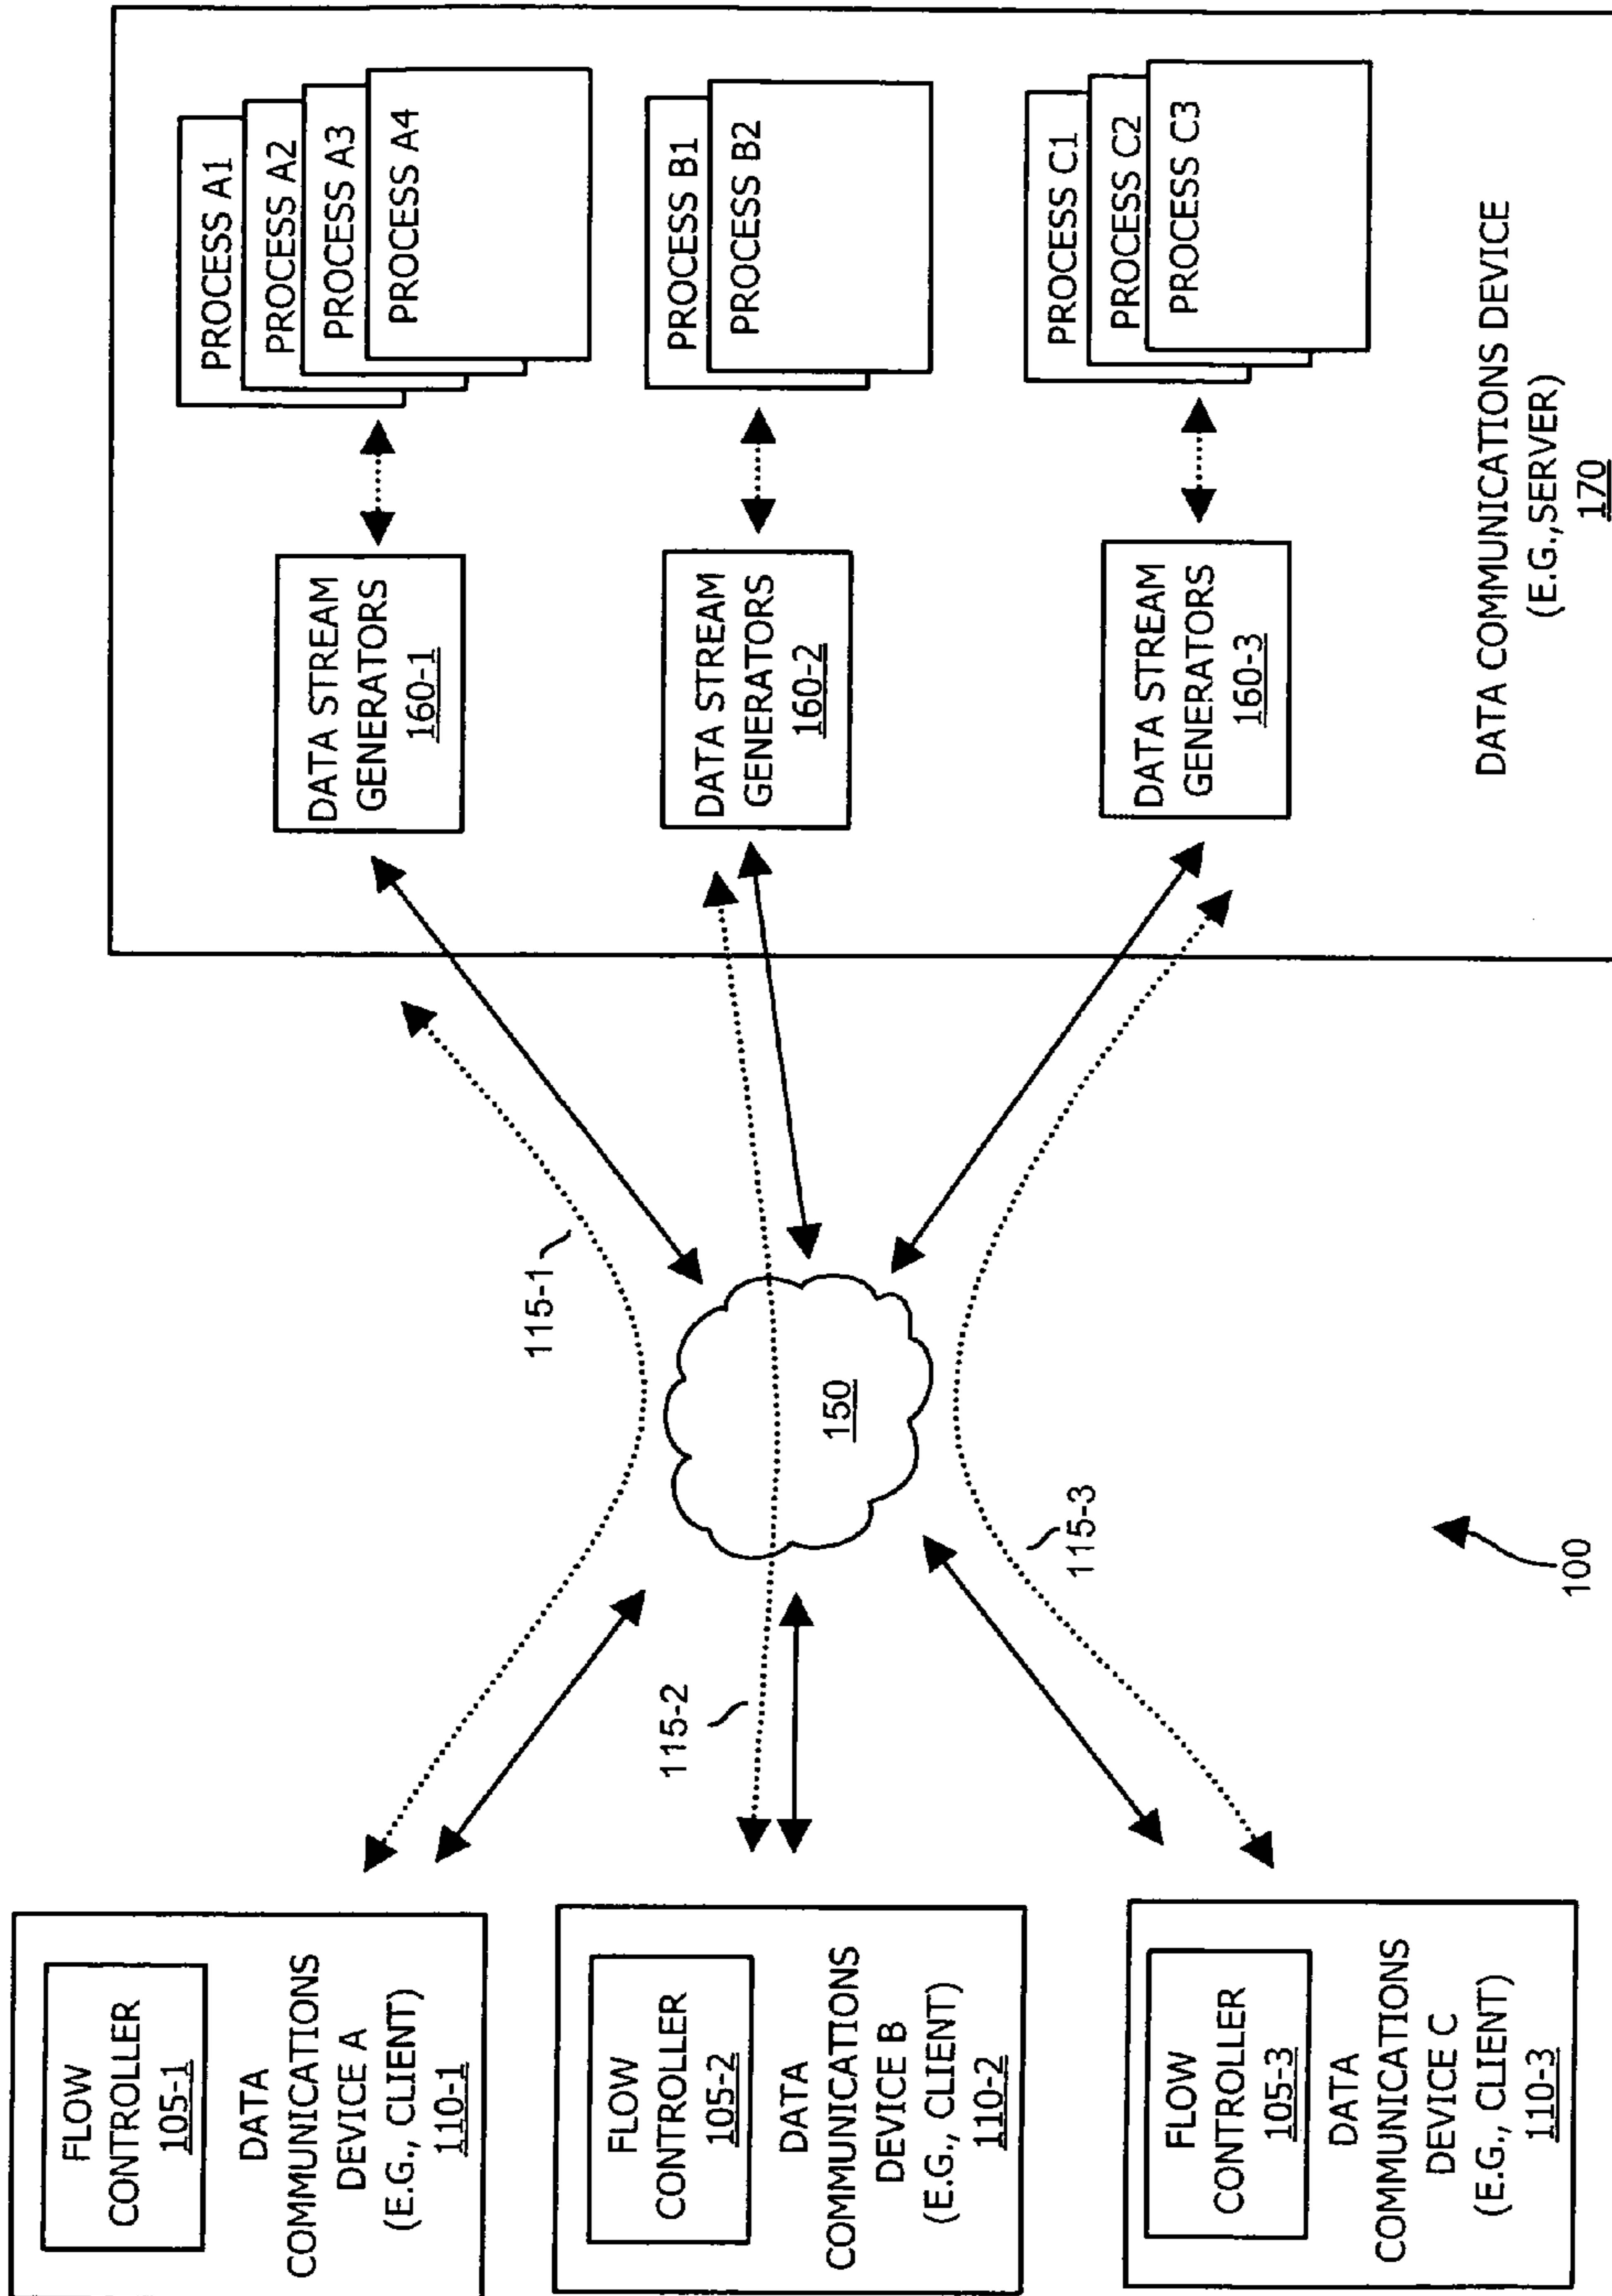 FLOW
CONTROLLER
105-1
DATA
COMMUNICATIONS
DEVICE A
(E.G., CLIENT)
110-1
FLOW
CONTROLLER
105-2
DATA
COMMUNICATIONS
DEVICE B
(E.G., CLIENT)
110-2
FLOW
CONTROLLER
105-3
DATA
COMMUNICATIONS
DEVICE C
(E.G., CLIENT)
110-3
115-1
115-2
115-3
150
100
DATA STREAM
GENERATORS
160-1
DATA STREAM
GENERATORS
160-2
DATA STREAM
GENERATORS
160-3
PROCESS A1
PROCESS A2
PROCESS A3
PROCESS A4
PROCESS B1
PROCESS B2
PROCESS C1
PROCESS C2
PROCESS C3
DATA COMMUNICATIONS DEVICE
(E.G.,SERVER)
170